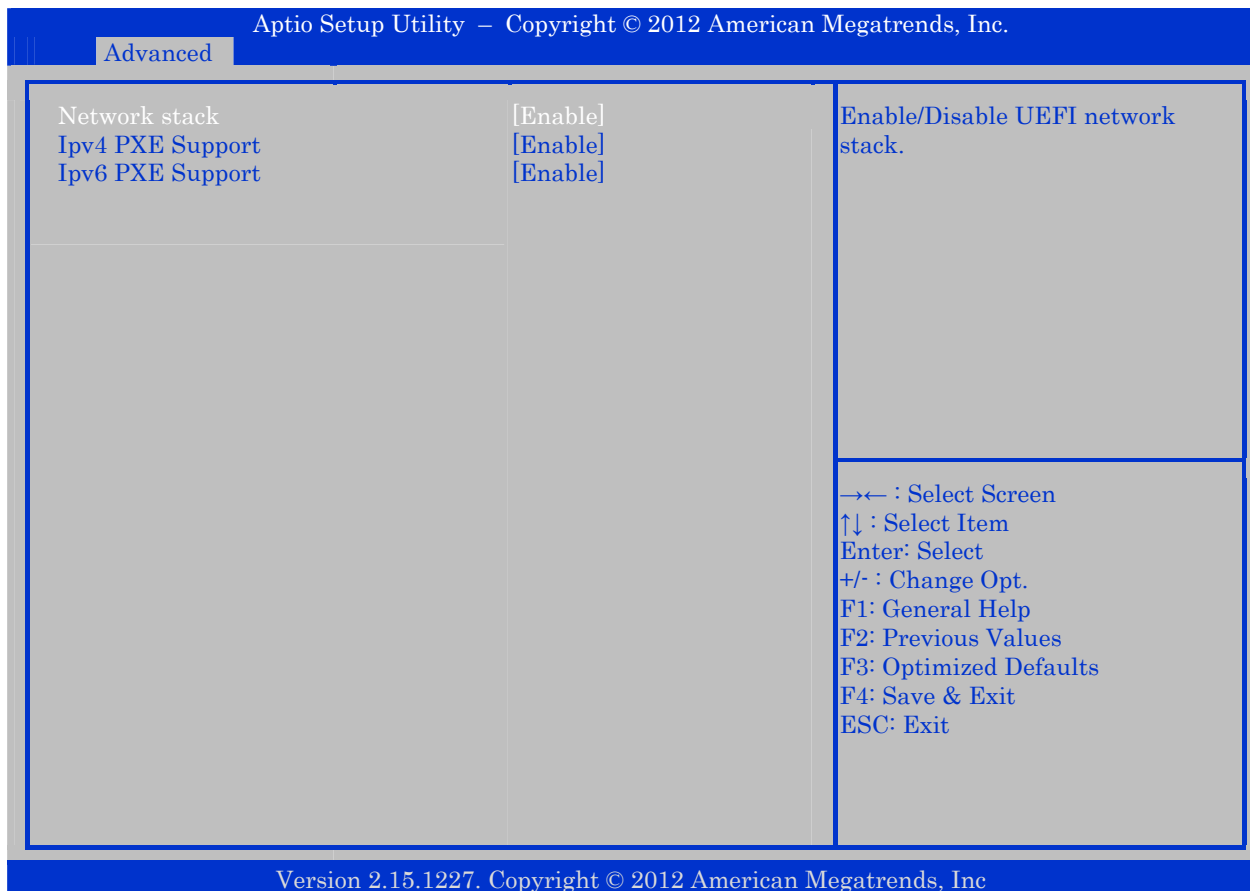 Aptio Setup Utility – Copyright © 2012 American Megatrends, Inc.
Advanced
Network stack [Enable]
Ipv4 PXE Support [Enable]
Ipv6 PXE Support [Enable]
Enable/Disable UEFI network
stack.
→← : Select Screen
↑↓ : Select Item
Enter: Select
+/- : Change Opt.
F1: General Help
F2: Previous Values
F3: Optimized Defaults
F4: Save & Exit
ESC: Exit
Version 2.15.1227. Copyright © 2012 American Megatrends, Inc